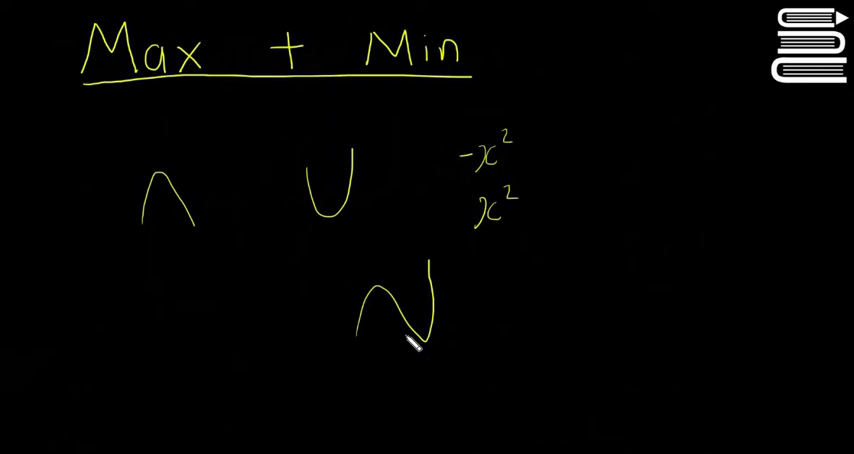 Max + Min
-x²
x²